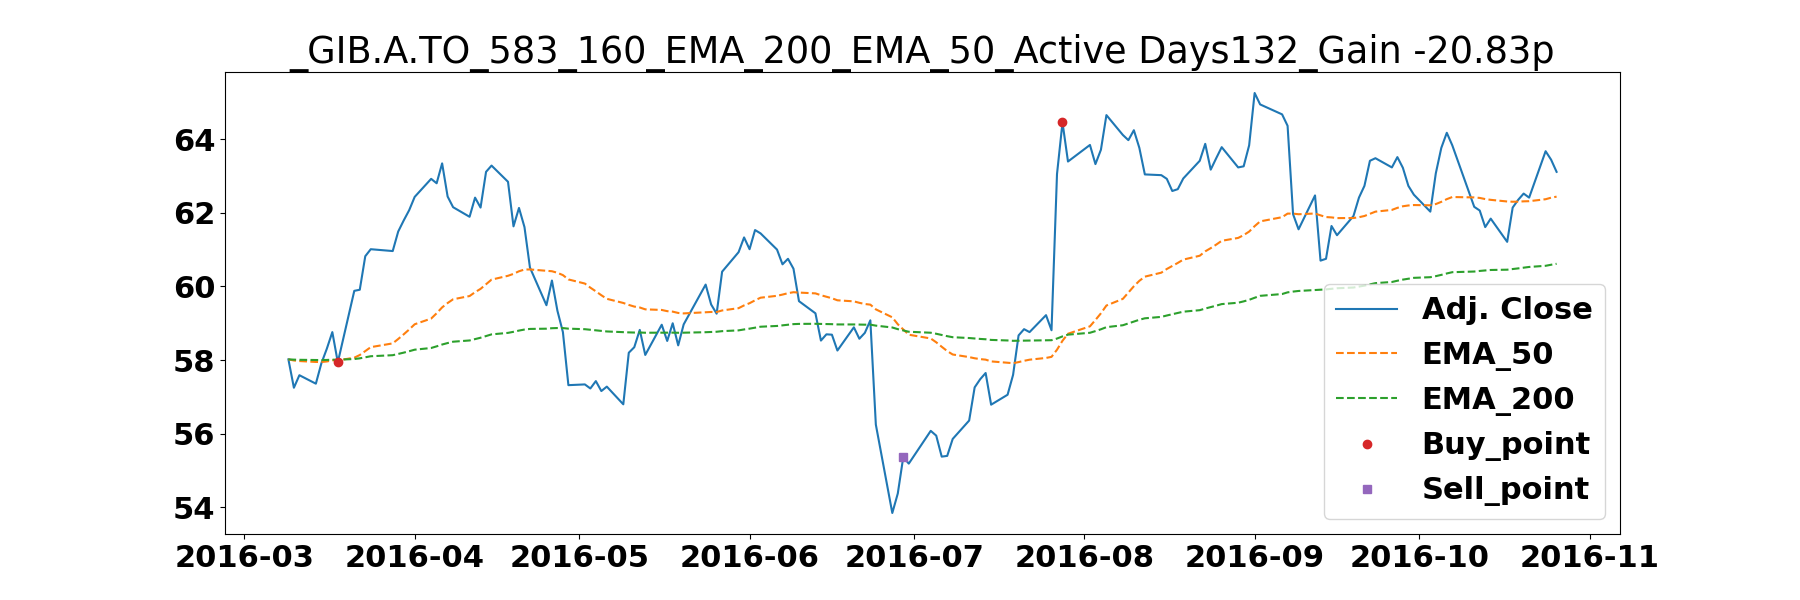 _GIB.A.TO_583_160_EMA_200_EMA_50_Active Days132_Gain -20.83p
64
62
60
58
56
54
Adj. Close
EMA_50
EMA_200
Buy_point
Sell_point
2016-03 2016-04 2016-05 2016-06 2016-07 2016-08 2016-09 2016-10 2016-11